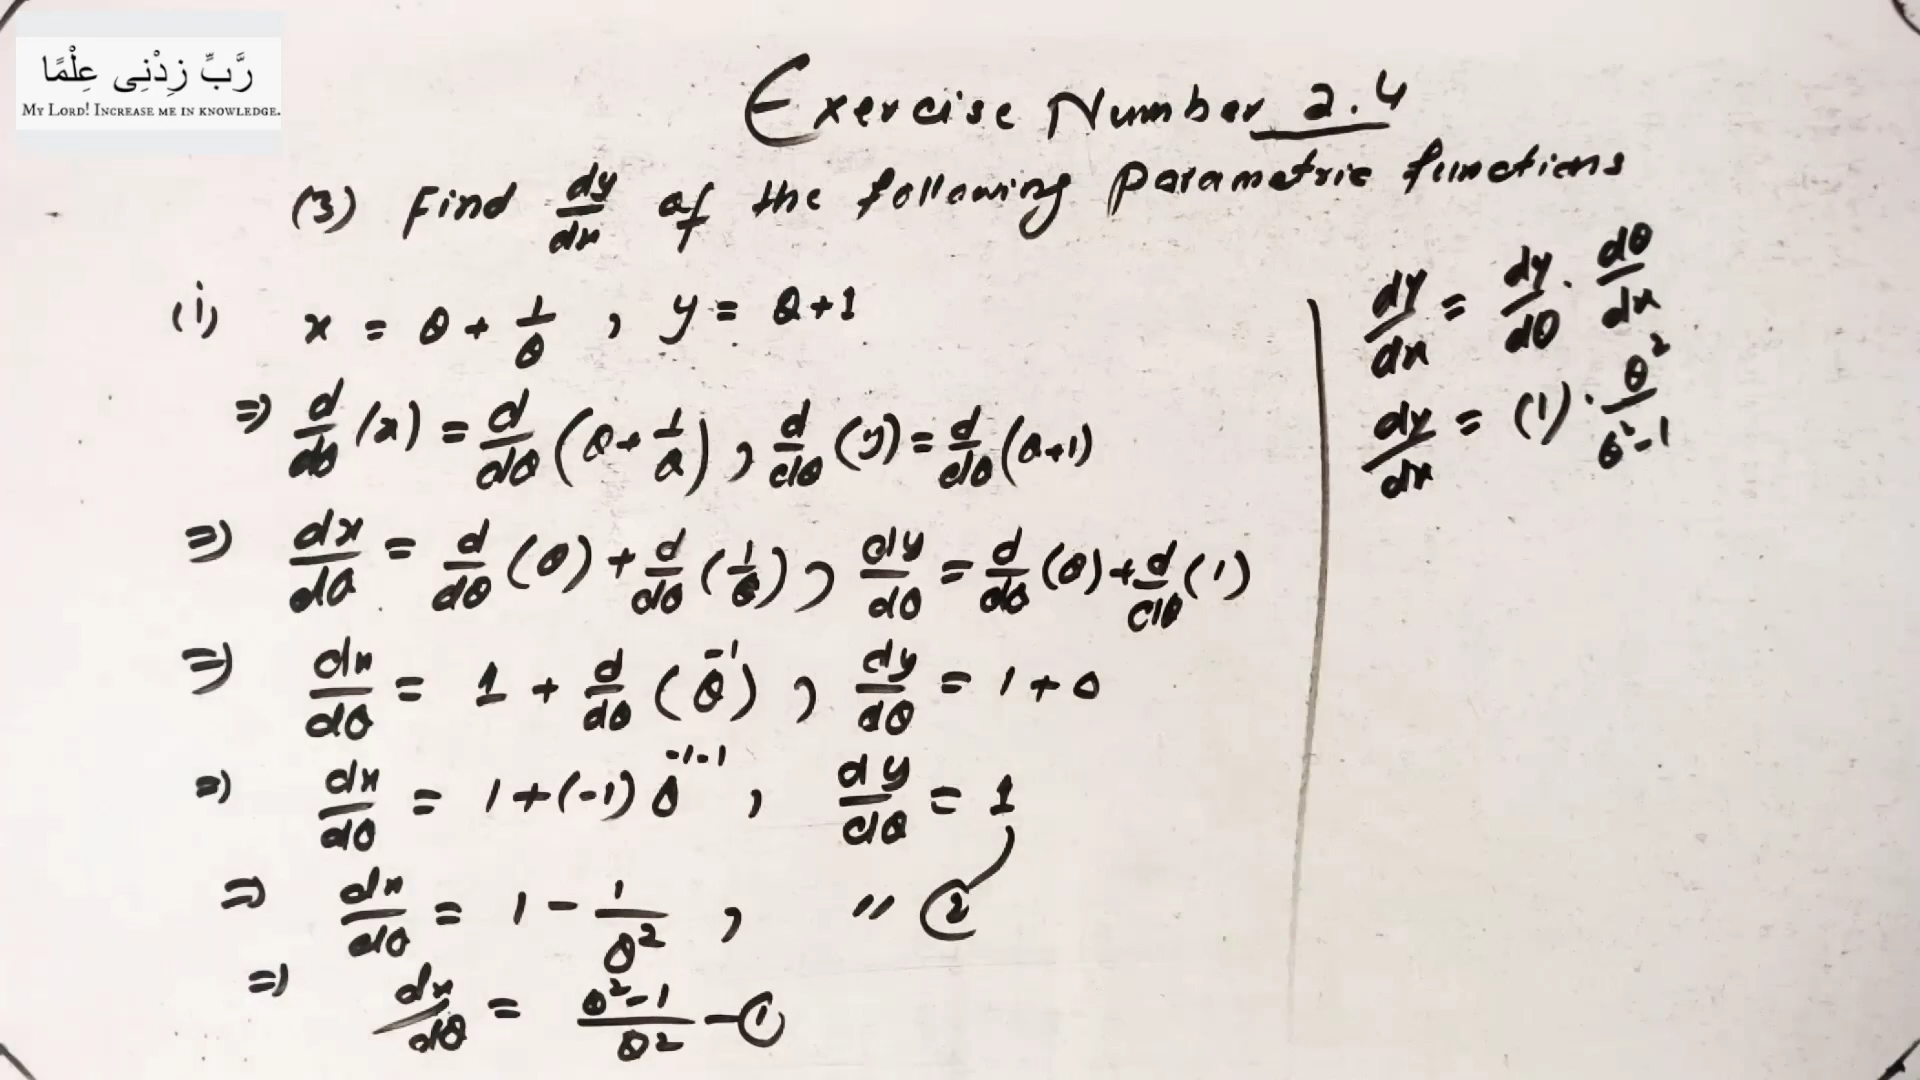 رَّبِّ زِدْنِی عِلْمًا
MY LORD! INCREASE ME IN KNOWLEDGE.
Exercise Number 2.4
(3) Find dy/dx of the following parametric functions
(i) x = θ + 1/θ , y = θ+1
=> d/dθ (x) = d/dθ (θ + 1/θ) , d/dθ (y) = d/dθ (θ+1)
=> dx/dθ = d/dθ (θ) + d/dθ (1/θ) , dy/dθ = d/dθ (θ) + d/dθ (1)
=> dx/dθ = 1 + d/dθ (θ⁻¹) , dy/dθ = 1 + 0
=> dx/dθ = 1 + (-1) θ⁻¹⁻¹ , dy/dθ = 1
=> dx/dθ = 1 - 1/θ² , " ②
=> dx/dθ = θ²-1/θ² - ①
dy/dx = dy/dθ · dθ/dx
dy/dx = (1) · θ²/θ²-1